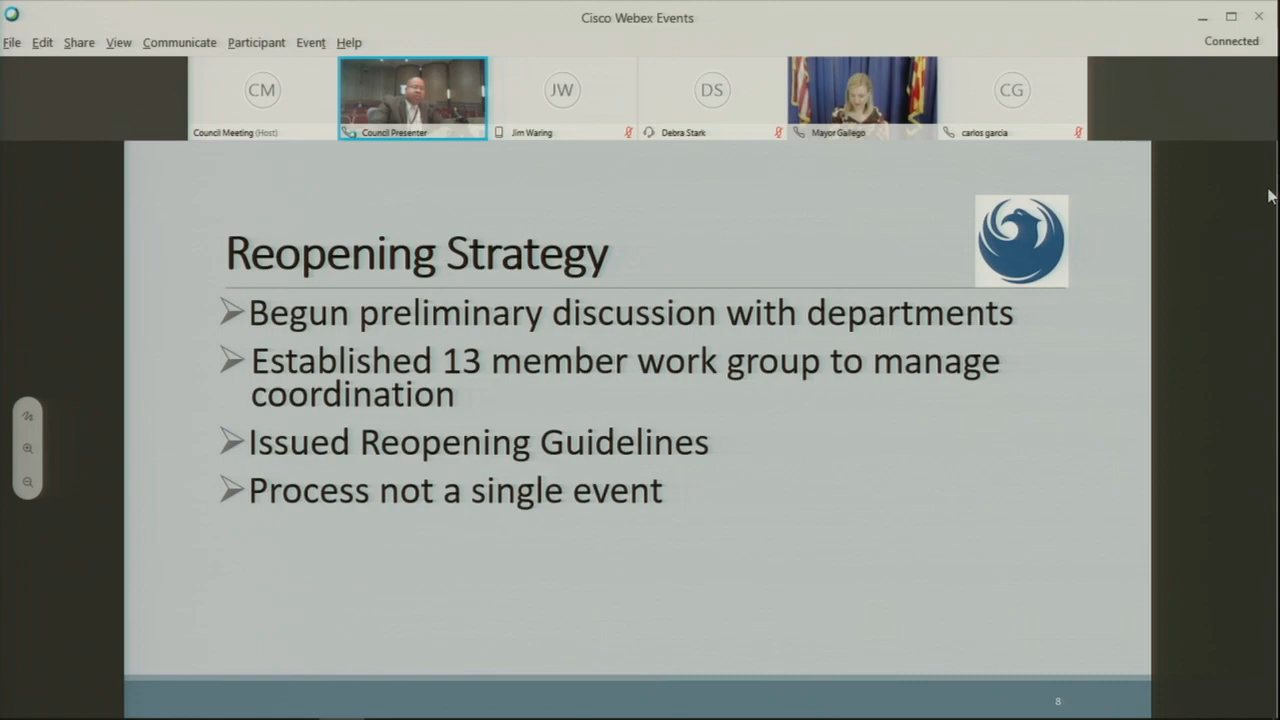 Cisco Webex Events
File Edit Share View Communicate Participant Event Help
Connected
CM
JW
DS
CG
Council Meeting (Host)
Council Presenter
Jim Waring
Debra Stark
Mayor Gallego
carlos garcia
Reopening Strategy
Begun preliminary discussion with departments
Established 13 member work group to manage
coordination
Issued Reopening Guidelines
Process not a single event
8